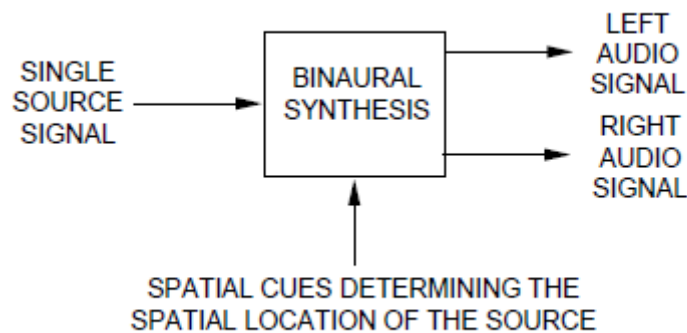 SINGLE
SOURCE
SIGNAL
BINAURAL
SYNTHESIS
LEFT
AUDIO
SIGNAL
RIGHT
AUDIO
SIGNAL
SPATIAL CUES DETERMINING THE
SPATIAL LOCATION OF THE SOURCE